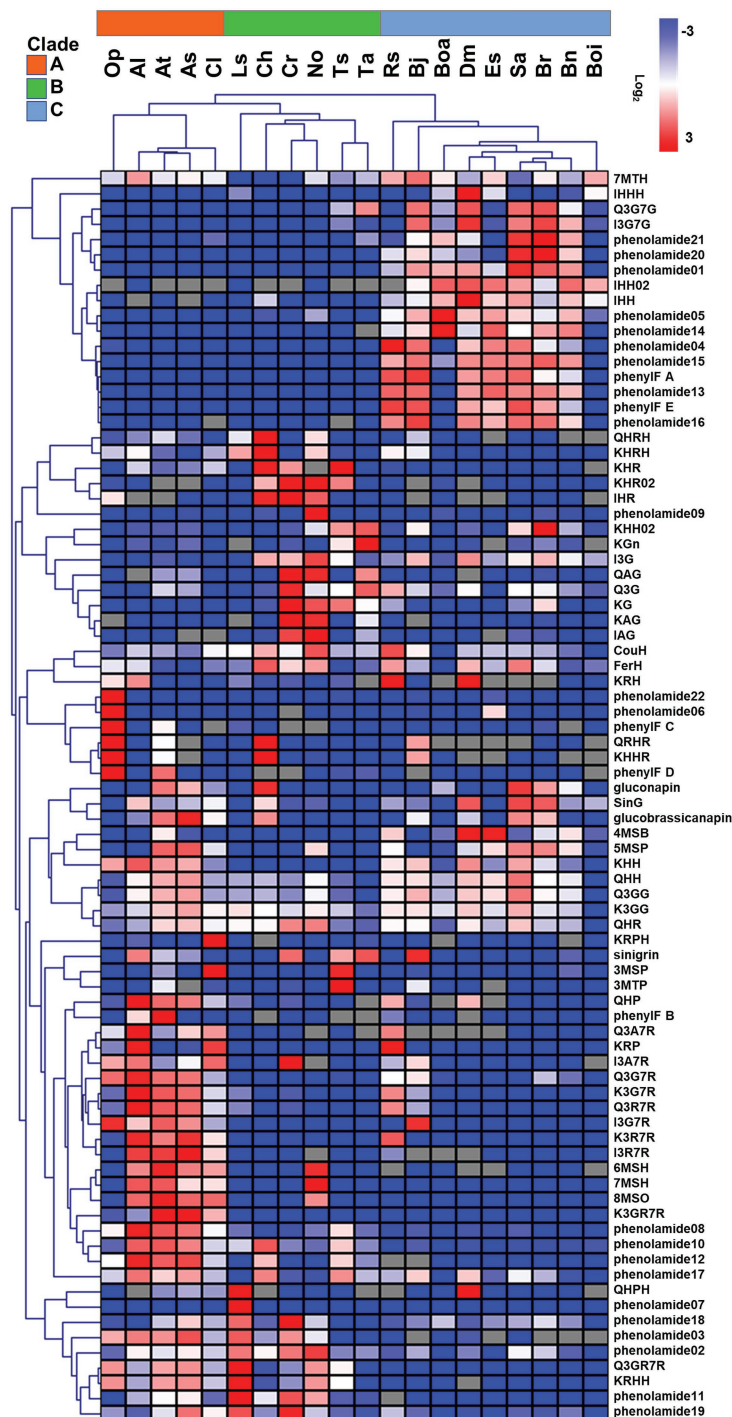 Clade
A
B
C
Op Al At As Cl Ls Ch Cr No Ts Ta Rs Bj Boa Dm Es Sa Br Bn Boi
-3
Log2
3
7MTH
IHHH
Q3G7G
I3G7G
phenolamide21
phenolamide20
phenolamide01
IHH02
IHH
phenolamide05
phenolamide14
phenolamide04
phenolamide15
phenylF A
phenolamide13
phenylF E
phenolamide16
QHRH
KHRH
KHR
KHR02
IHR
phenolamide09
KHH02
KGn
I3G
QAG
Q3G
KG
KAG
IAG
CouH
FerH
KRH
phenolamide22
phenolamide06
phenylF C
QRHR
KHHR
phenylF D
gluconapin
SinG
glucobrassicanapin
4MSB
5MSP
KHH
QHH
Q3GG
K3GG
QHR
KRPH
sinigrin
3MSP
3MTP
QHP
phenylF B
Q3A7R
KRP
I3A7R
Q3G7R
K3G7R
Q3R7R
I3G7R
K3R7R
I3R7R
6MSH
7MSH
8MSO
K3GR7R
phenolamide08
phenolamide10
phenolamide12
phenolamide17
QHPH
phenolamide07
phenolamide18
phenolamide03
phenolamide02
Q3GR7R
KRHH
phenolamide11
phenolamide19